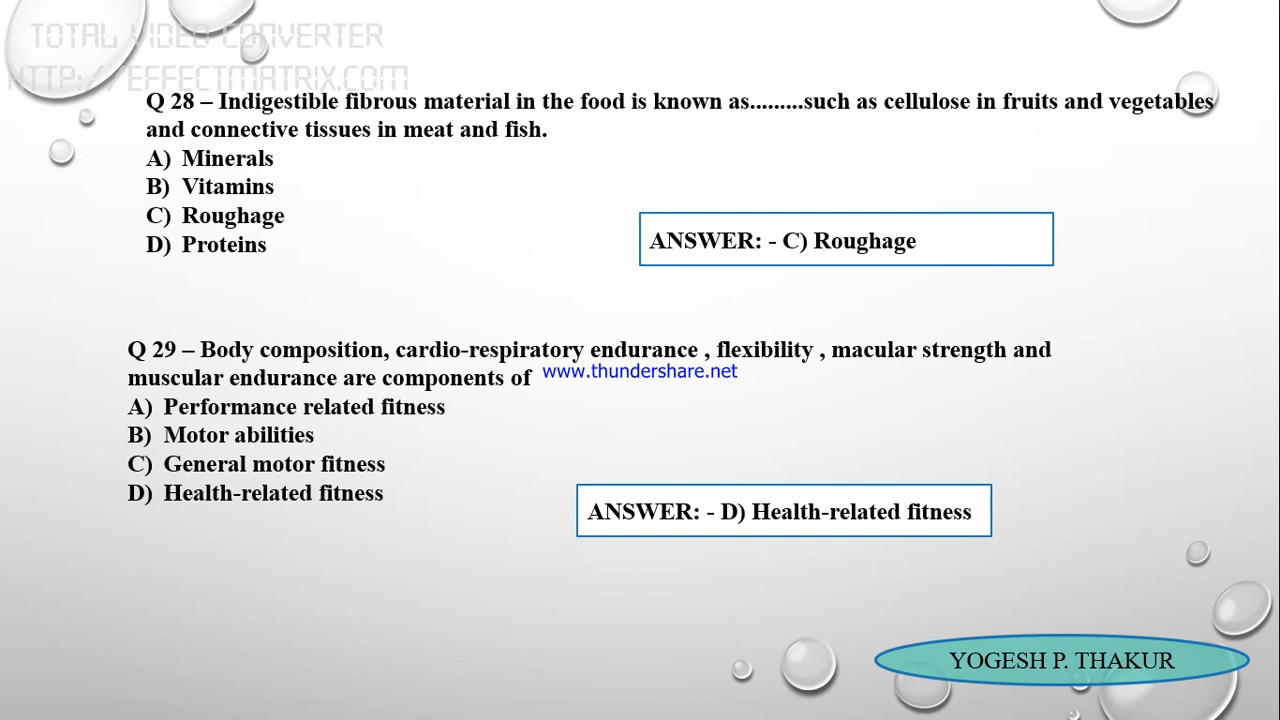 TOTAL VIDEO CONVERTER
HTTP://EFFECTMATRIX.COM
Q 28 – Indigestible fibrous material in the food is known as.........such as cellulose in fruits and vegetables
and connective tissues in meat and fish.
A) Minerals
B) Vitamins
C) Roughage
D) Proteins
ANSWER: - C) Roughage
Q 29 – Body composition, cardio-respiratory endurance , flexibility , macular strength and
muscular endurance are components of
www.thundershare.net
A) Performance related fitness
B) Motor abilities
C) General motor fitness
D) Health-related fitness
ANSWER: - D) Health-related fitness
YOGESH P. THAKUR